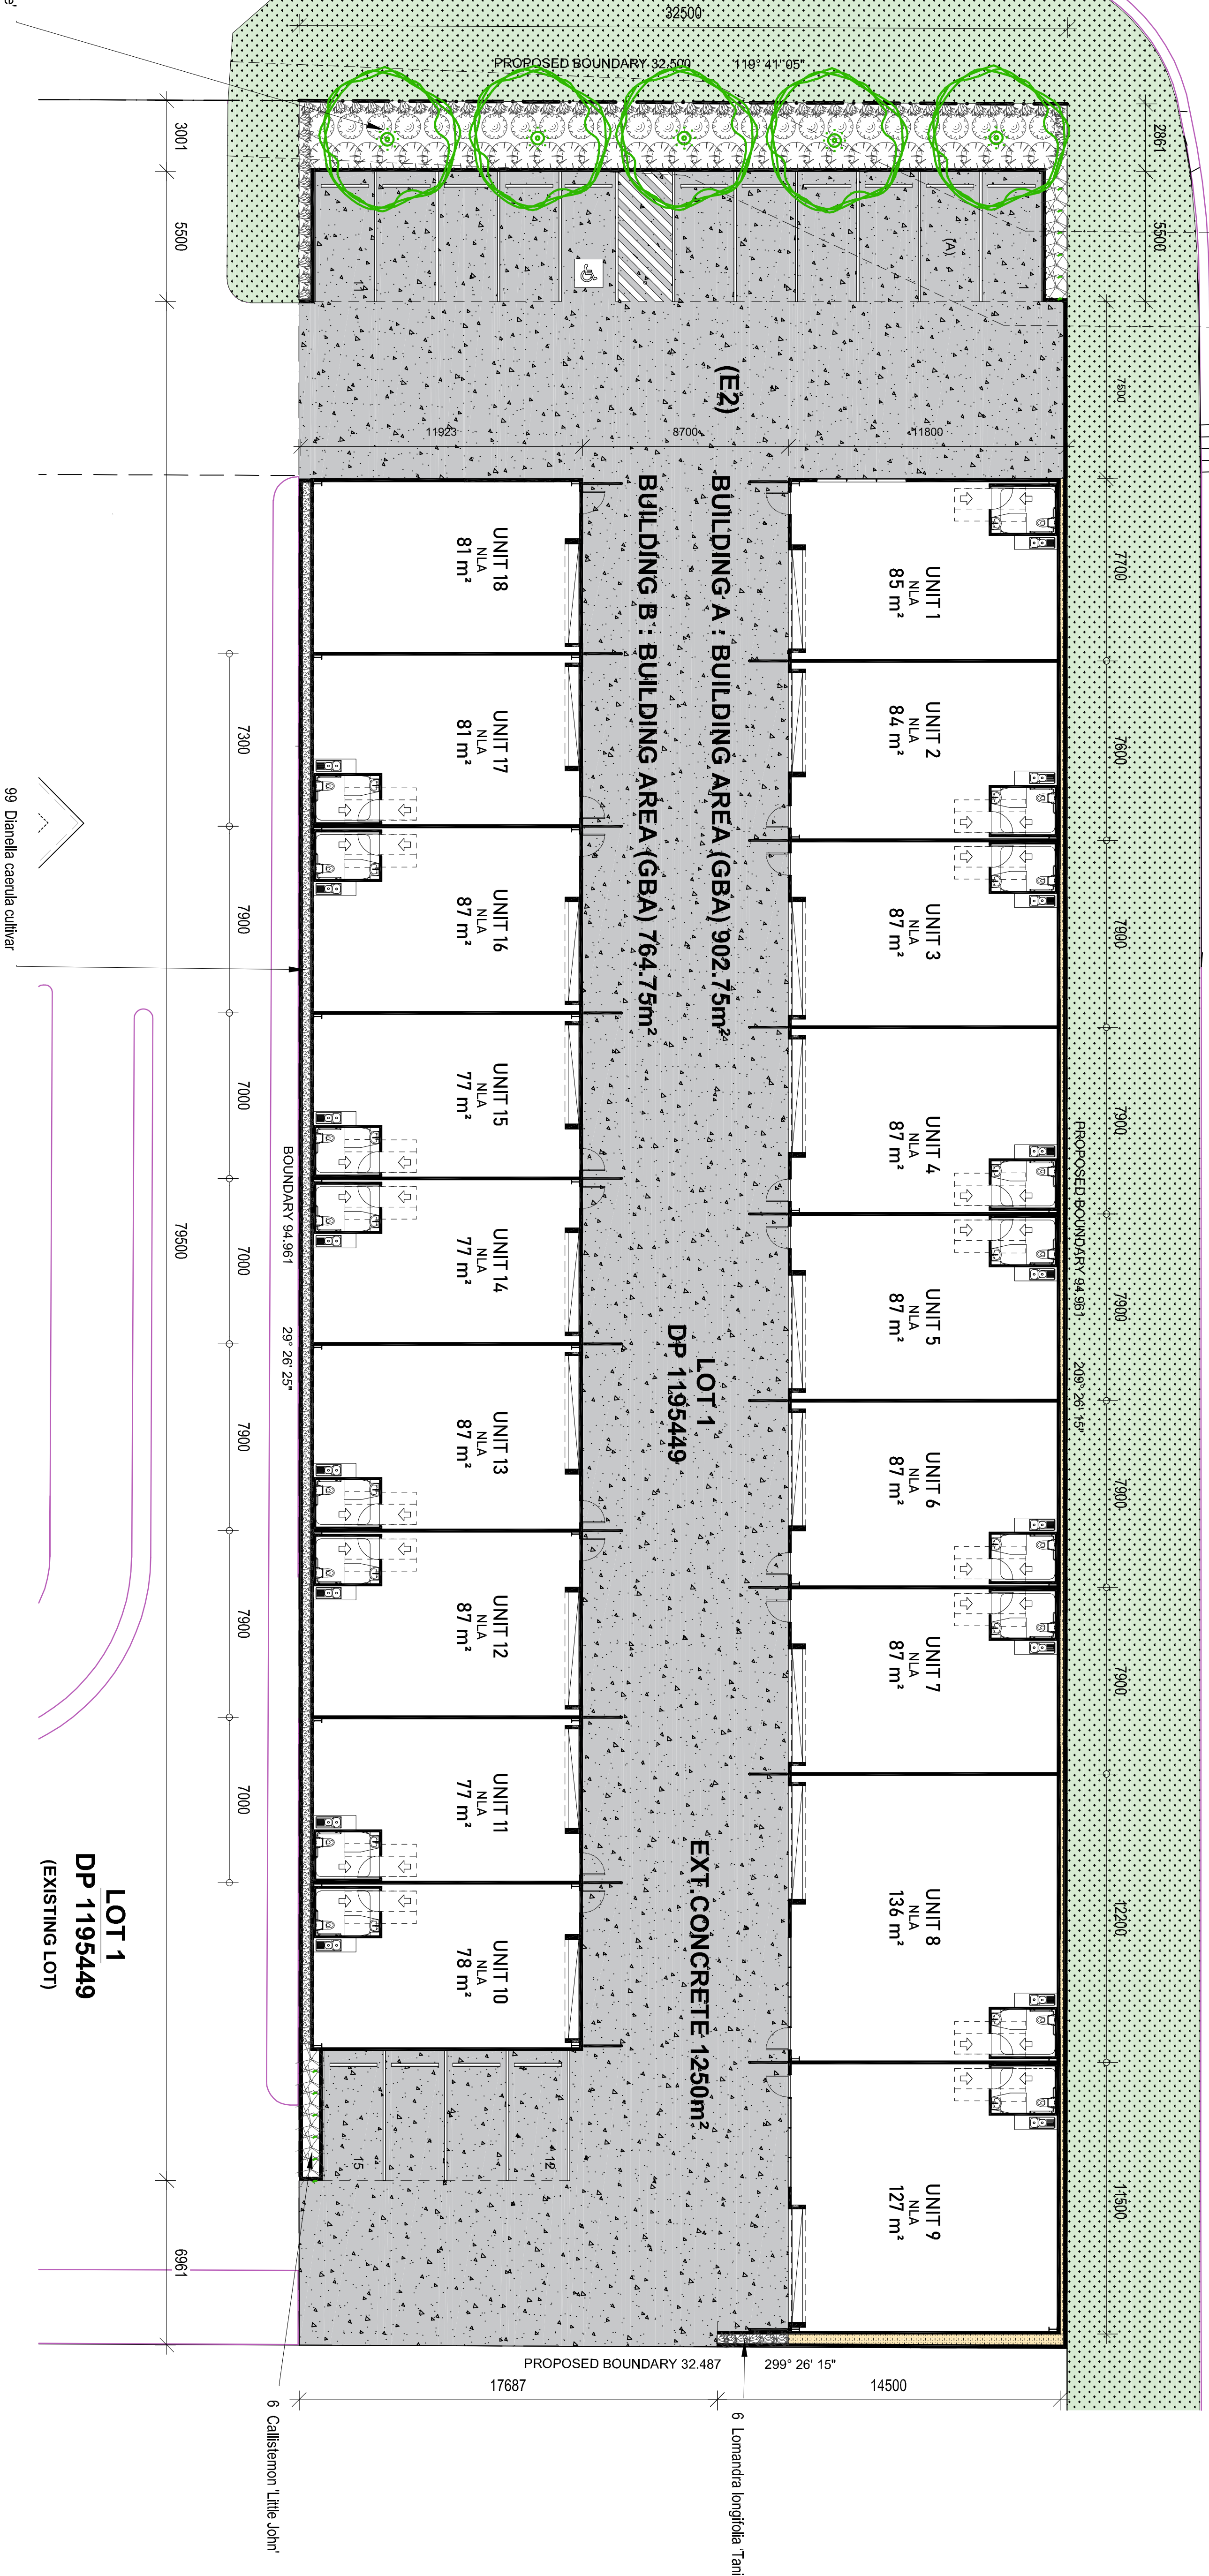 32500
PROPOSED BOUNDARY 32.500 119° 41' 05"
3001
5500
2861
5500
(A)
1
11
(E2)
7600
11923
8700
11800
BUILDING A : BUILDING AREA (GBA) 902.75m²
BUILDING B : BUILDING AREA (GBA) 764.75m²
UNIT 1
NLA
85 m²
UNIT 2
NLA
84 m²
UNIT 3
NLA
87 m²
UNIT 4
NLA
87 m²
UNIT 5
NLA
87 m²
UNIT 6
NLA
87 m²
UNIT 7
NLA
87 m²
UNIT 8
NLA
136 m²
UNIT 9
NLA
127 m²
7700
7600
7900
7900
7900
7900
7900
12200
11500
PROPOSED BOUNDARY 94.961 209° 26' 15"
UNIT 18
NLA
81 m²
UNIT 17
NLA
81 m²
UNIT 16
NLA
87 m²
UNIT 15
NLA
77 m²
UNIT 14
NLA
77 m²
UNIT 13
NLA
87 m²
UNIT 12
NLA
87 m²
UNIT 11
NLA
77 m²
UNIT 10
NLA
78 m²
7300
7900
7000
7000
7900
7900
7000
BOUNDARY 94.961 29° 26' 25"
79500
6961
LOT 1
DP 1195449
EXT.CONCRETE 1250m²
12
15
99 Dianella caerula cultivar
LOT 1
DP 1195449
(EXISTING LOT)
PROPOSED BOUNDARY 32.487 299° 26' 15"
17687
14500
6 Callistemon 'Little John'
6 Lomandra longifolia 'Tani